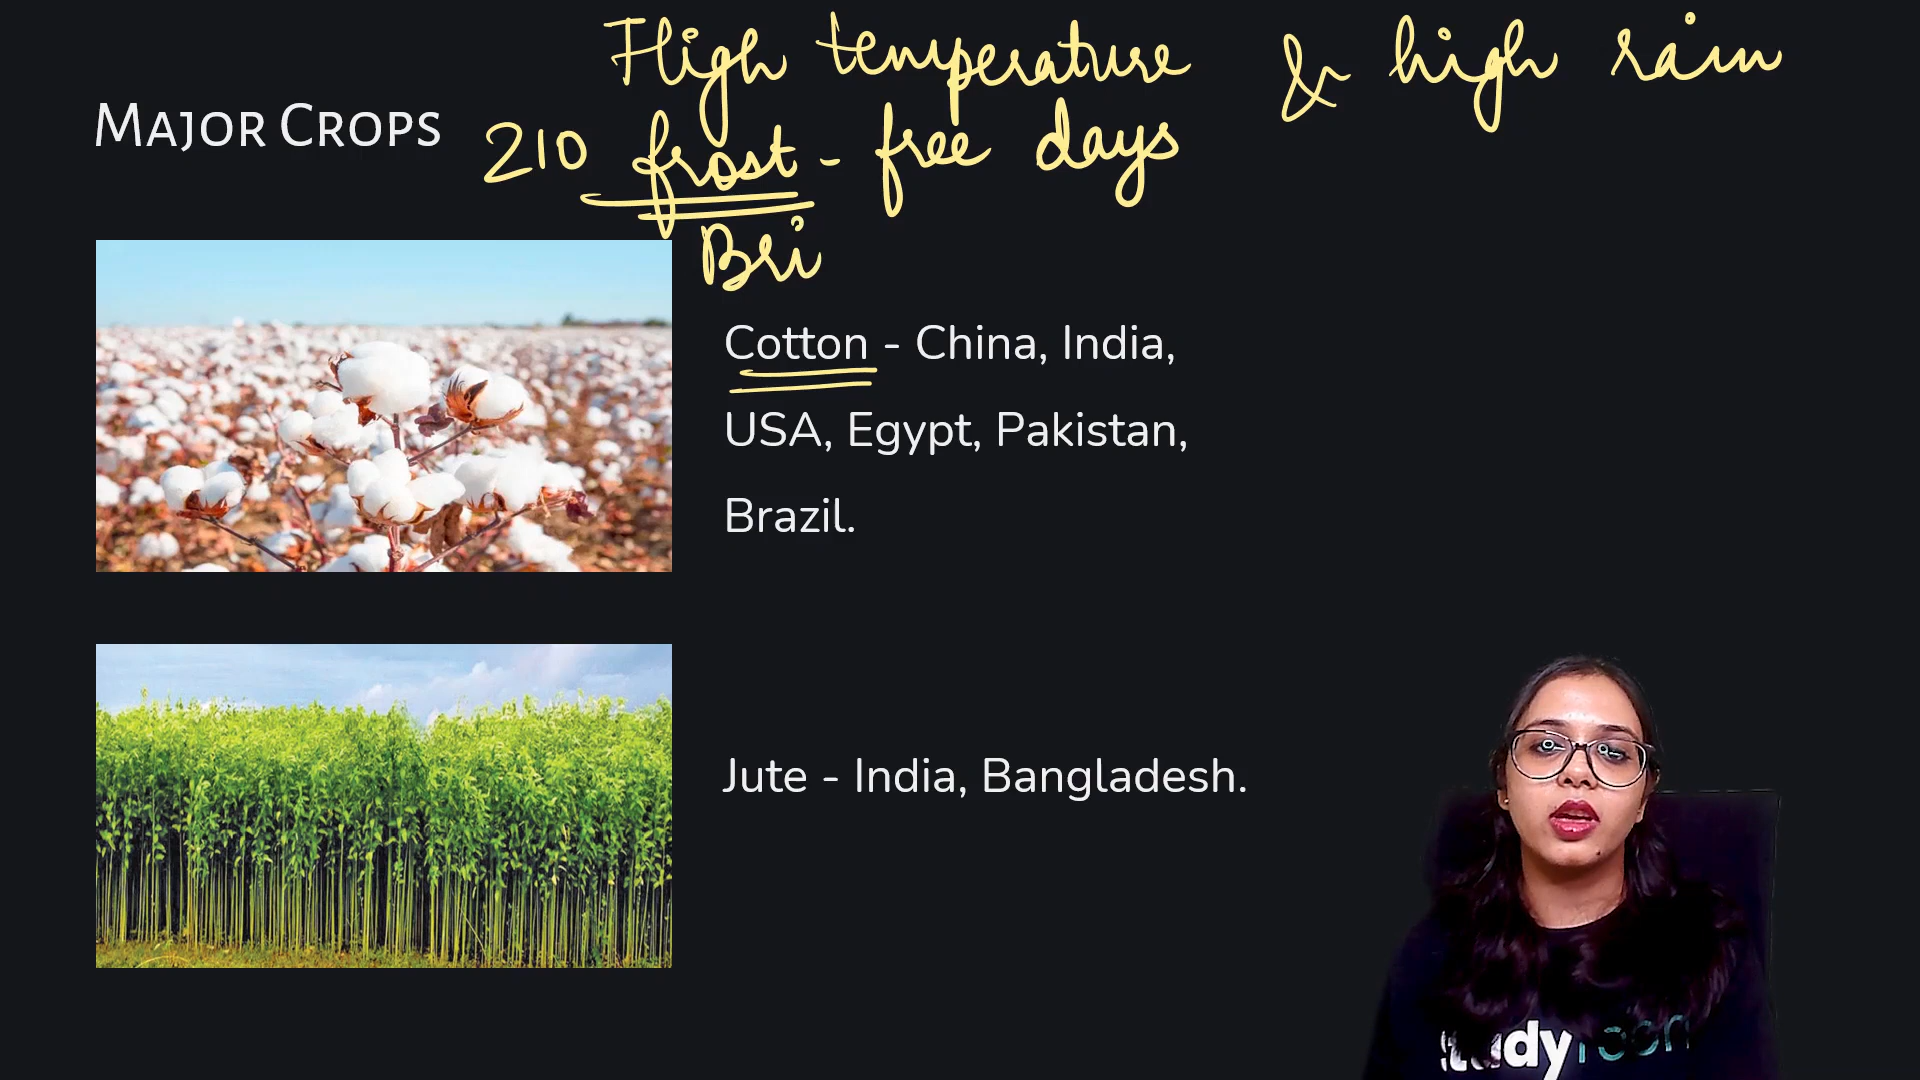 High temperature & high rain
MAJOR CROPS
210 frost-free days
Bri
Cotton - China, India,
USA, Egypt, Pakistan,
Brazil.
Jute - India, Bangladesh.
studyroom